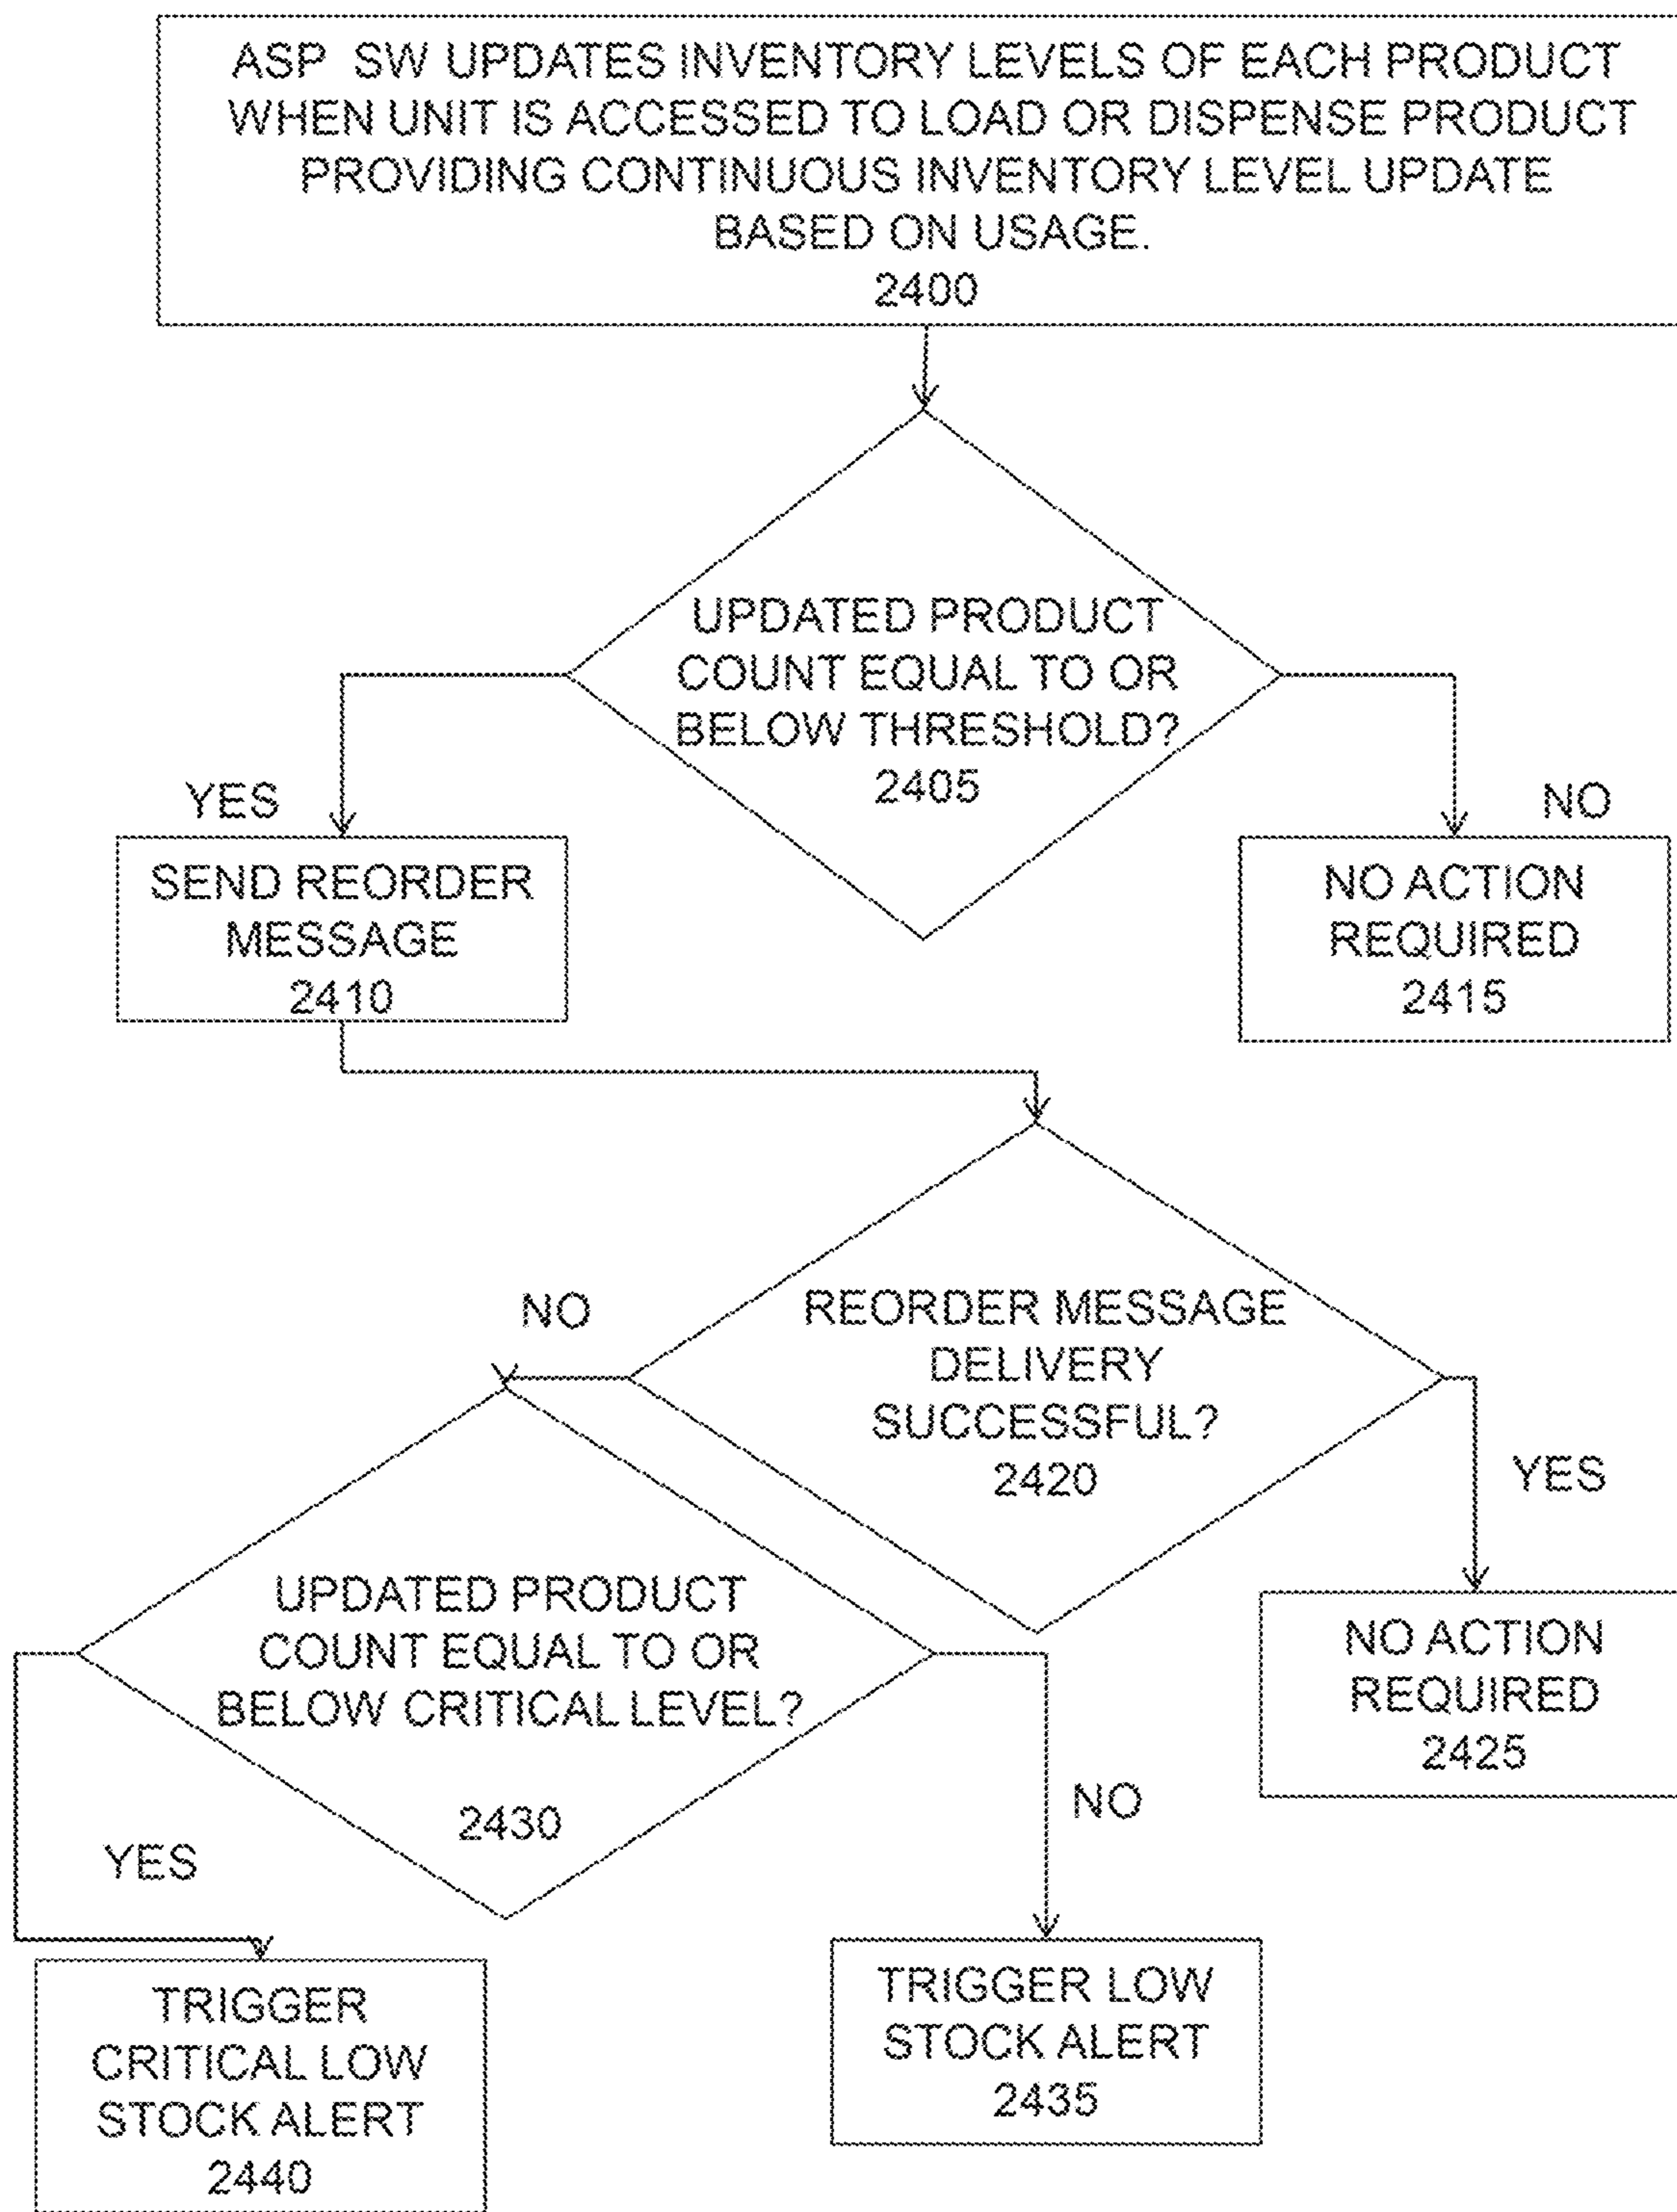 ASP SW UPDATES INVENTORY LEVELS OF EACH PRODUCT
WHEN UNIT IS ACCESSED TO LOAD OR DISPENSE PRODUCT
PROVIDING CONTINUOUS INVENTORY LEVEL UPDATE
BASED ON USAGE.
2400
UPDATED PRODUCT
COUNT EQUAL TO OR
BELOW THRESHOLD?
2405
YES
NO
SEND REORDER
MESSAGE
2410
NO ACTION
REQUIRED
2415
NO
REORDER MESSAGE
DELIVERY
SUCCESSFUL?
2420
YES
UPDATED PRODUCT
COUNT EQUAL TO OR
BELOW CRITICAL LEVEL?
2430
NO ACTION
REQUIRED
2425
YES
NO
TRIGGER
CRITICAL LOW
STOCK ALERT
2440
TRIGGER LOW
STOCK ALERT
2435